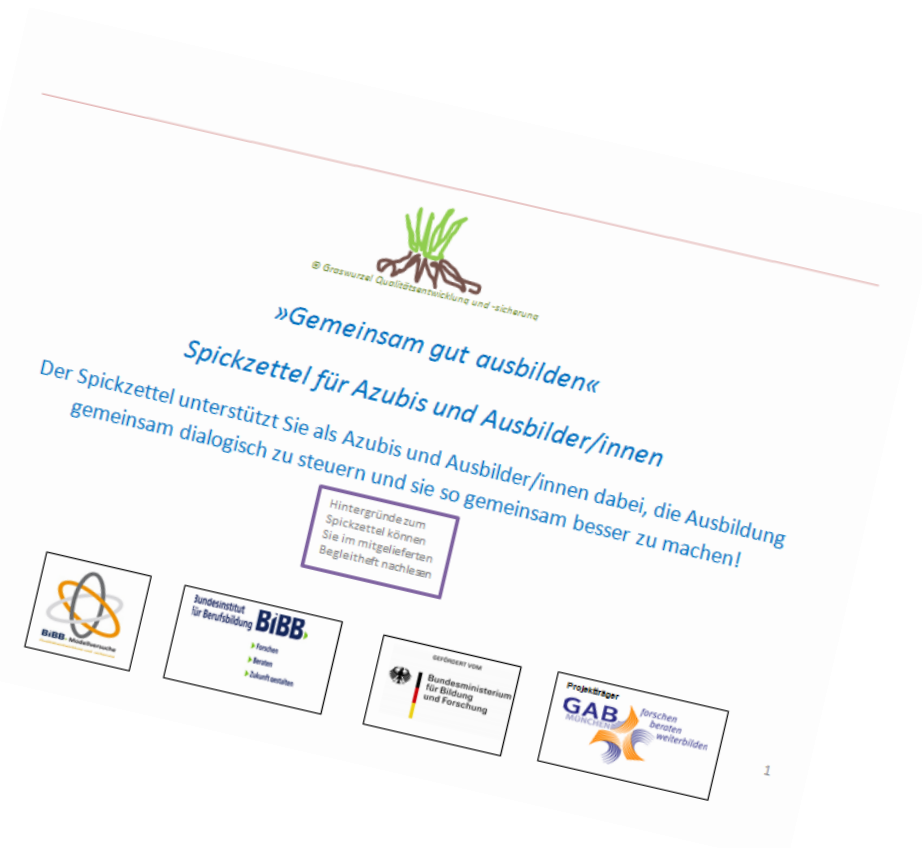 © Graswurzel Qualitätsentwicklung und -sicherung
»Gemeinsam gut ausbilden«
Spickzettel für Azubis und Ausbilder/innen
Der Spickzettel unterstützt Sie als Azubis und Ausbilder/innen dabei, die Ausbildung
gemeinsam dialogisch zu steuern und sie so gemeinsam besser zu machen!
Hintergründe zum
Spickzettel können
Sie im mitgelieferten
Begleitheft nachlesen
BiBB - Modellversuche
Bundesinstitut
für Berufsbildung
BiBB
Forschen
Beraten
Zukunft gestalten
GEFÖRDERT VOM
Bundesministerium
für Bildung
und Forschung
Projektträger
GAB
MÜNCHEN
forschen
beraten
weiterbilden
1